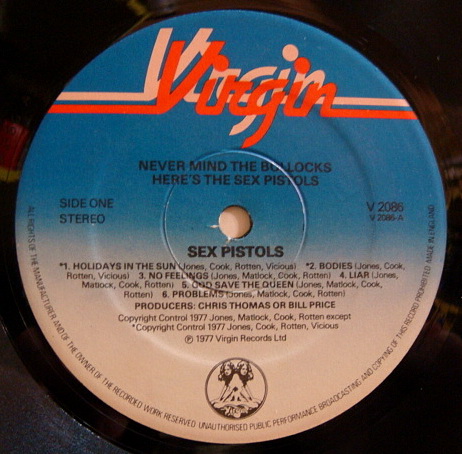 Virgin
NEVER MIND THE BOLLOCKS
HERE'S THE SEX PISTOLS
SIDE ONE
STEREO
V 2086
V 2086-A
SEX PISTOLS
*1. HOLIDAYS IN THE SUN (Jones, Cook, Rotten, Vicious) *2. BODIES (Jones, Cook,
Rotten, Vicious) 3. NO FEELINGS (Jones, Matlock, Cook, Rotten) 4. LIAR (Jones,
Matlock, Cook, Rotten) 5. GOD SAVE THE QUEEN (Jones, Matlock, Cook, Rotten)
6. PROBLEMS (Jones, Matlock, Cook, Rotten)
PRODUCERS: CHRIS THOMAS OR BILL PRICE
Copyright Control 1977 Jones, Matlock, Cook, Rotten except
*Copyright Control 1977 Jones, Cook, Rotten, Vicious
℗ 1977 Virgin Records Ltd
Virgin
ALL RIGHTS OF THE MANUFACTURER AND OF THE OWNER OF THE RECORDED WORK RESERVED UNAUTHORISED PUBLIC PERFORMANCE BROADCASTING AND COPYING OF THIS RECORD PROHIBITED MADE IN ENGLAND